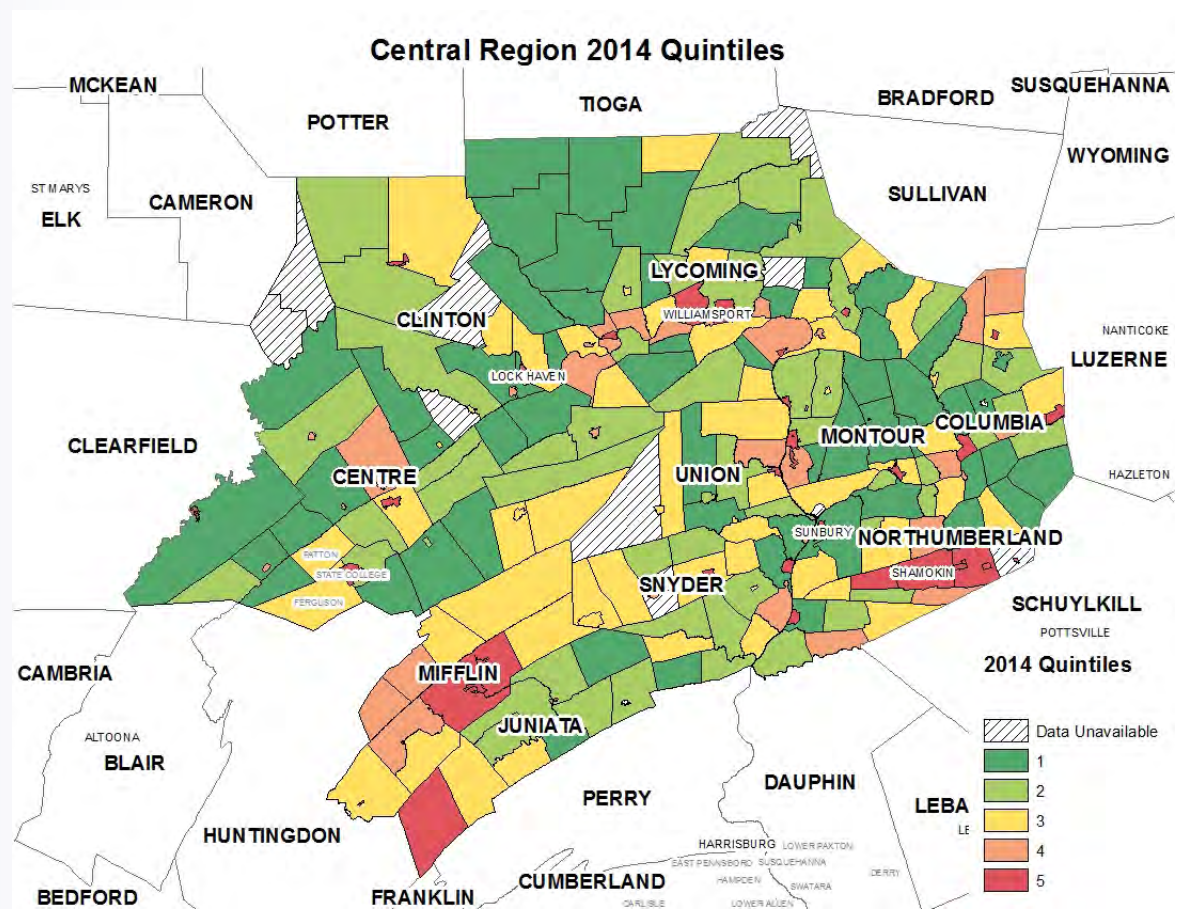 Central Region 2014 Quintiles
MCKEAN
SUSQUEHANNA
BRADFORD
TIOGA
POTTER
WYOMING
ST MARYS
SULLIVAN
CAMERON
ELK
LYCOMING
WILLIAMSPORT
CLINTON
NANTICOKE
LUZERNE
LOCK HAVEN
COLUMBIA
MONTOUR
CLEARFIELD
CENTRE
UNION
HAZLETON
SUNBURY
NORTHUMBERLAND
PATTON
STATE COLLEGE
SHAMOKIN
SNYDER
FERGUSON
SCHUYLKILL
POTTSVILLE
CAMBRIA
MIFFLIN
2014 Quintiles
JUNIATA
Data Unavailable
ALTOONA
BLAIR
1
DAUPHIN
2
PERRY
LEBA
3
LE
HUNTINGDON
HARRISBURG
LOWER PAXTON
4
EAST PENNSBORO
SUSQUEHANNA
DERRY
CUMBERLAND
HAMPDEN
SWATARA
5
BEDFORD
FRANKLIN
CARLISLE
LOWER ALLEN